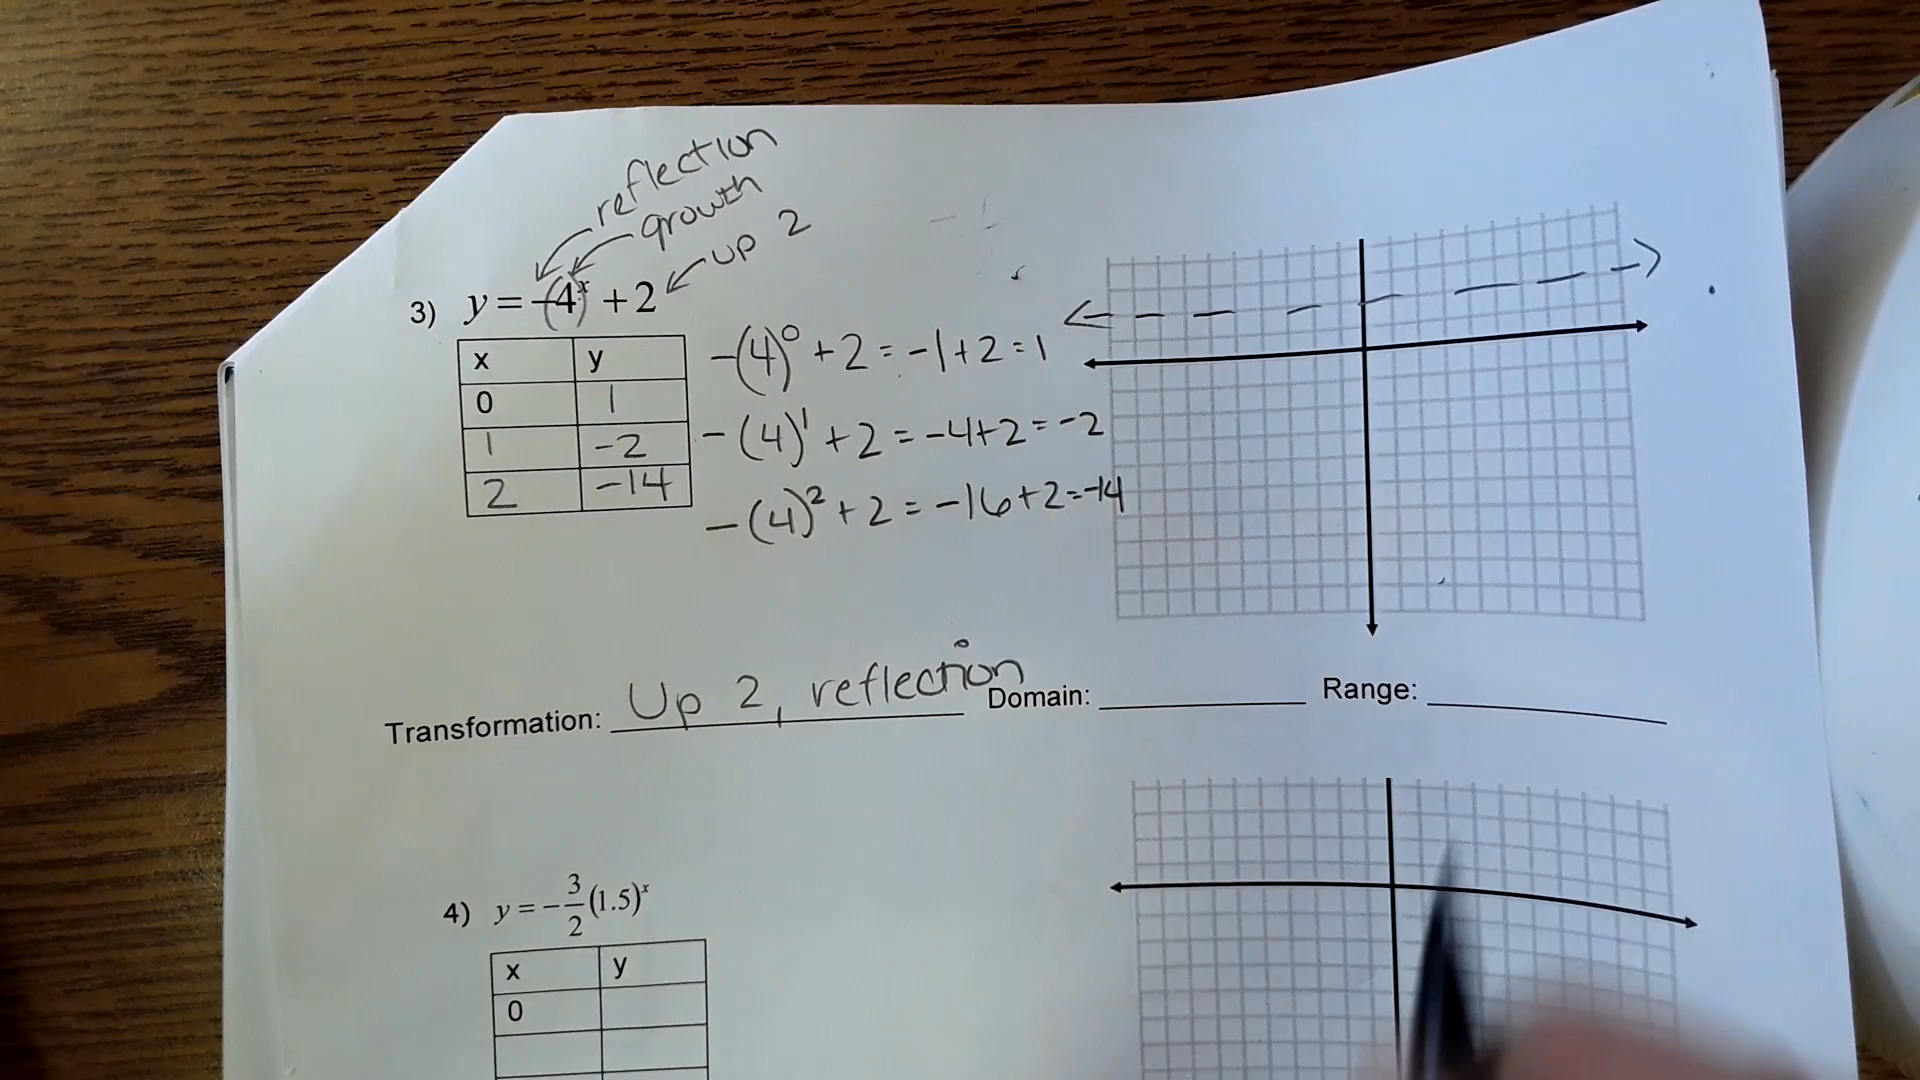 reflection
growth
up 2
3) y = -(4)^x + 2
x y
0 1
1 -2
2 -14
-(4)^0 + 2 = -1 + 2 = 1
-(4)^1 + 2 = -4 + 2 = -2
-(4)^2 + 2 = -16 + 2 = -14
Transformation: Up 2, reflection Domain: Range:
4) y = -3/2(1.5)^x
x y
0